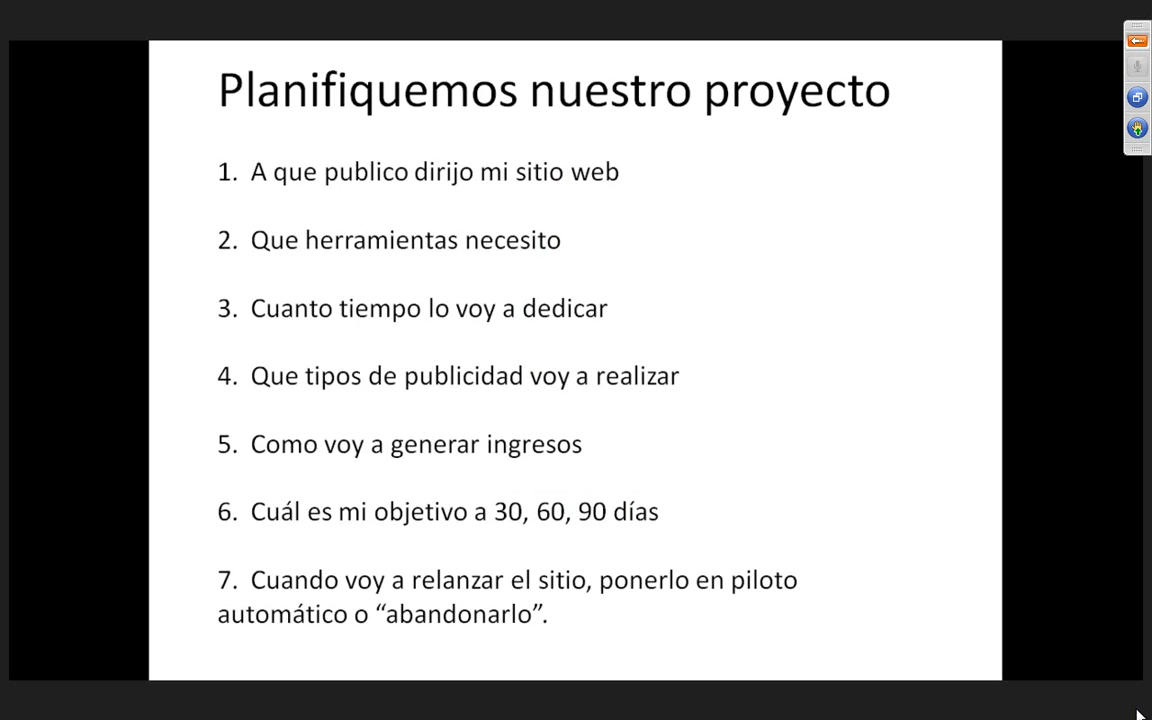 Planifiquemos nuestro proyecto
1. A que publico dirijo mi sitio web
2. Que herramientas necesito
3. Cuanto tiempo lo voy a dedicar
4. Que tipos de publicidad voy a realizar
5. Como voy a generar ingresos
6. Cuál es mi objetivo a 30, 60, 90 días
7. Cuando voy a relanzar el sitio, ponerlo en piloto
automático o “abandonarlo”.